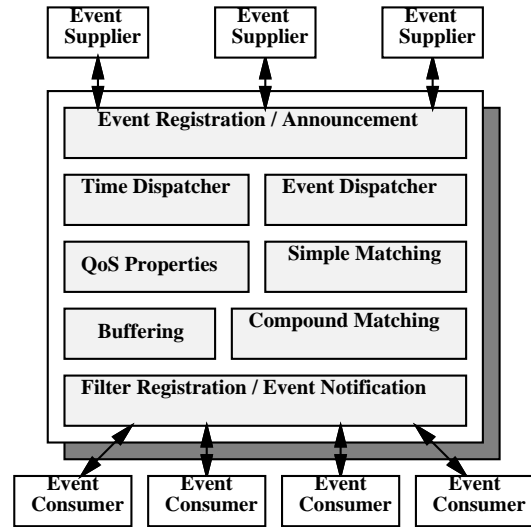 Event Supplier
Event Supplier
Event Supplier
Event Registration / Announcement
Time Dispatcher
Event Dispatcher
QoS Properties
Simple Matching
Buffering
Compound Matching
Filter Registration / Event Notification
Event Consumer
Event Consumer
Event Consumer
Event Consumer